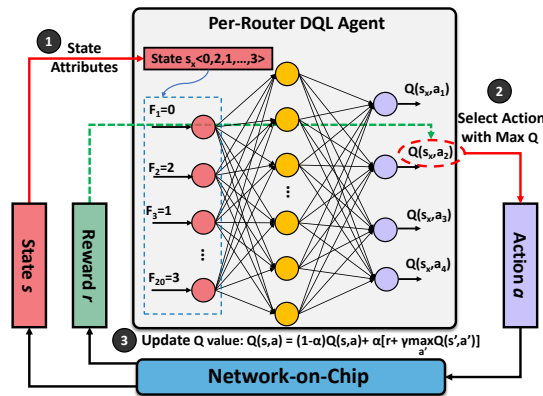 Per-Router DQL Agent
1
State
Attributes
State sx<0,2,1,...,3>
F1=0
F2=2
F3=1
...
F20=3
...
Q(sx,a1)
Q(sx,a2)
Q(sx,a3)
Q(sx,a4)
2
Select Action
with Max Q
State s
Reward r
Action a
3 Update Q value: Q(s,a) = (1-α)Q(s,a)+ α[r+ γmaxQ(s',a')]
a'
Network-on-Chip